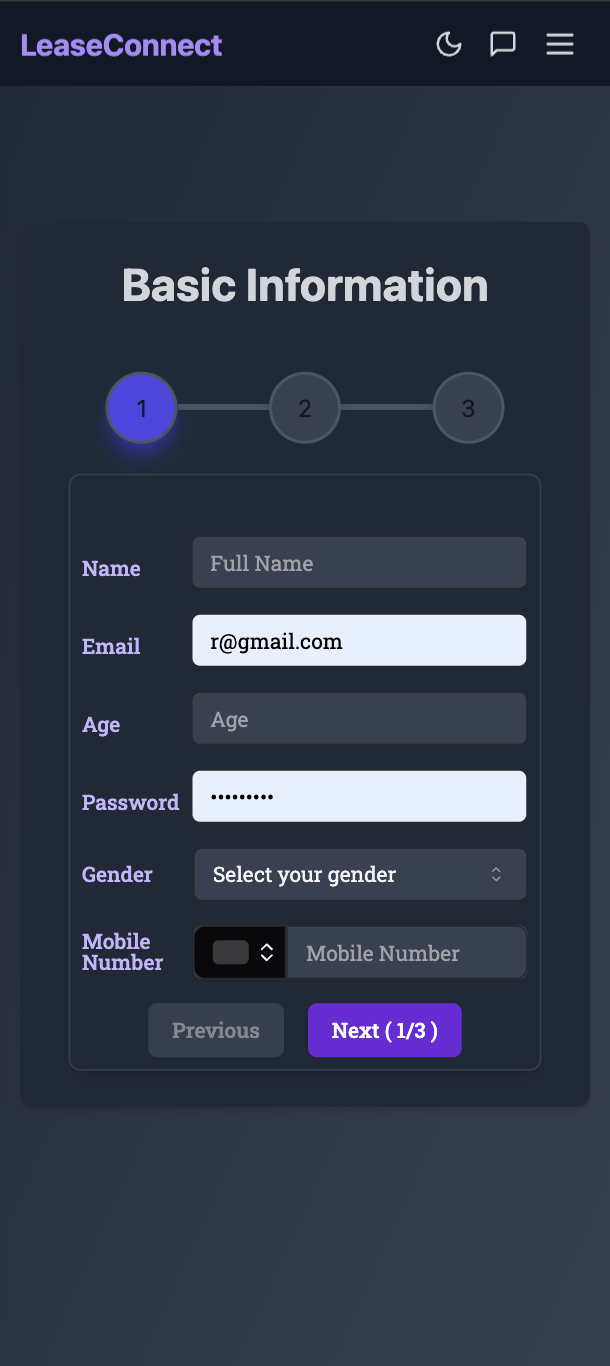 LeaseConnect
Basic Information
1 2 3
Name Full Name
Email r@gmail.com
Age Age
Password •••••••••
Gender Select your gender
Mobile
Number Mobile Number
Previous Next ( 1/3 )